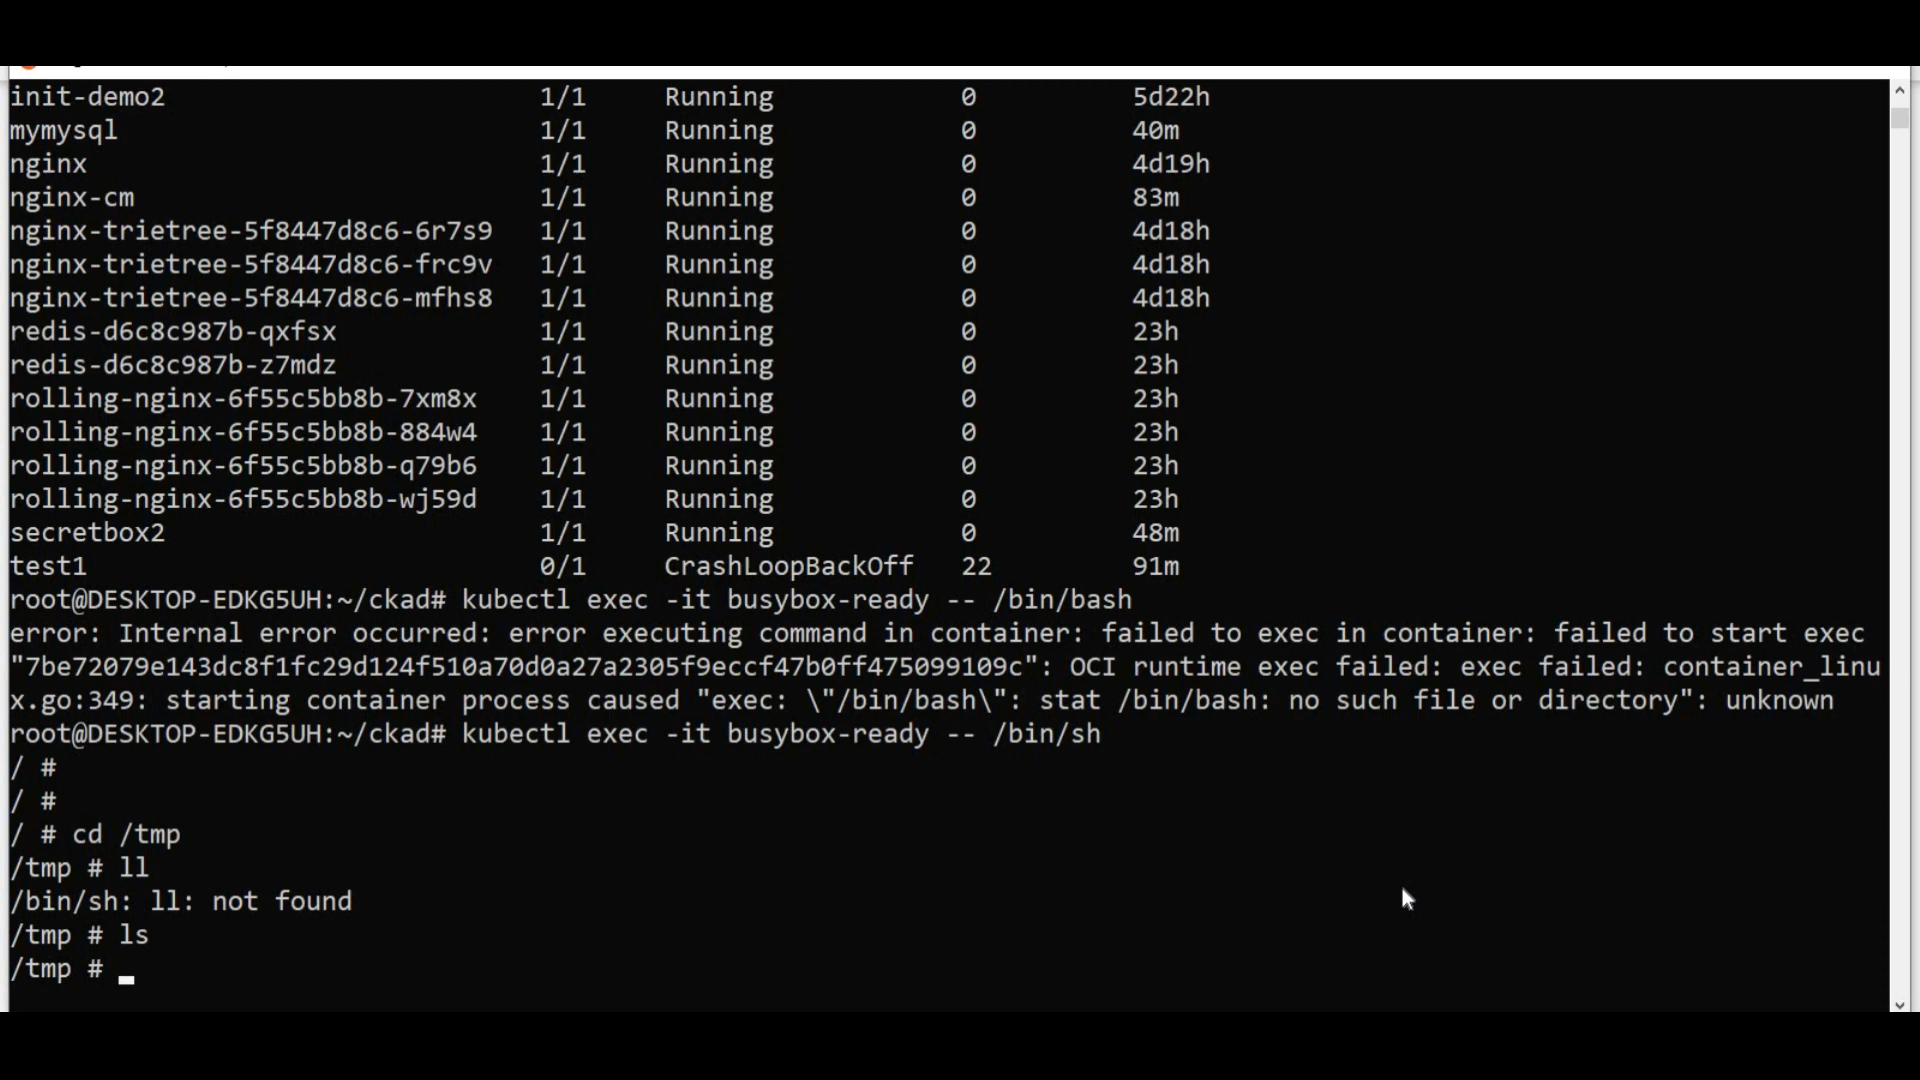 init-demo2 1/1 Running 0 5d22h
mymysql 1/1 Running 0 40m
nginx 1/1 Running 0 4d19h
nginx-cm 1/1 Running 0 83m
nginx-trietree-5f8447d8c6-6r7s9 1/1 Running 0 4d18h
nginx-trietree-5f8447d8c6-frc9v 1/1 Running 0 4d18h
nginx-trietree-5f8447d8c6-mfhs8 1/1 Running 0 4d18h
redis-d6c8c987b-qxfsx 1/1 Running 0 23h
redis-d6c8c987b-z7mdz 1/1 Running 0 23h
rolling-nginx-6f55c5bb8b-7xm8x 1/1 Running 0 23h
rolling-nginx-6f55c5bb8b-884w4 1/1 Running 0 23h
rolling-nginx-6f55c5bb8b-q79b6 1/1 Running 0 23h
rolling-nginx-6f55c5bb8b-wj59d 1/1 Running 0 23h
secretbox2 1/1 Running 0 48m
test1 0/1 CrashLoopBackOff 22 91m
root@DESKTOP-EDKG5UH:~/ckad# kubectl exec -it busybox-ready -- /bin/bash
error: Internal error occurred: error executing command in container: failed to exec in container: failed to start exec
"7be72079e143dc8f1fc29d124f510a70d0a27a2305f9eccf47b0ff475099109c": OCI runtime exec failed: exec failed: container_linu
x.go:349: starting container process caused "exec: \"/bin/bash\": stat /bin/bash: no such file or directory": unknown
root@DESKTOP-EDKG5UH:~/ckad# kubectl exec -it busybox-ready -- /bin/sh
/ #
/ #
/ # cd /tmp
/tmp # ll
/bin/sh: ll: not found
/tmp # ls
/tmp #